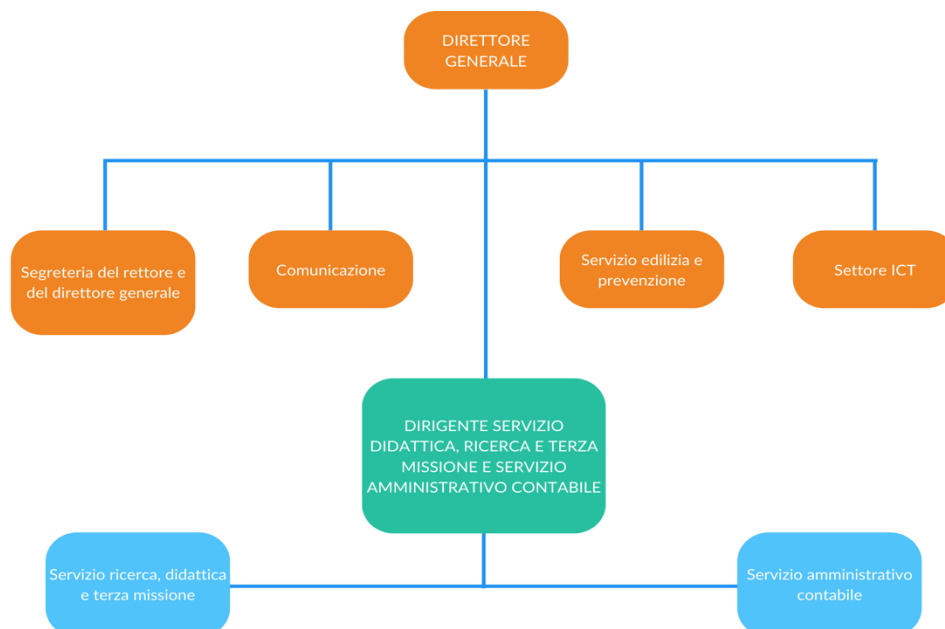 DIRETTORE
GENERALE
Segreteria del rettore e
del direttore generale
Comunicazione
Servizio edilizia e
prevenzione
Settore ICT
DIRIGENTE SERVIZIO
DIDATTICA, RICERCA E TERZA
MISSIONE E SERVIZIO
AMMINISTRATIVO CONTABILE
Servizio ricerca, didattica
e terza missione
Servizio amministrativo
contabile